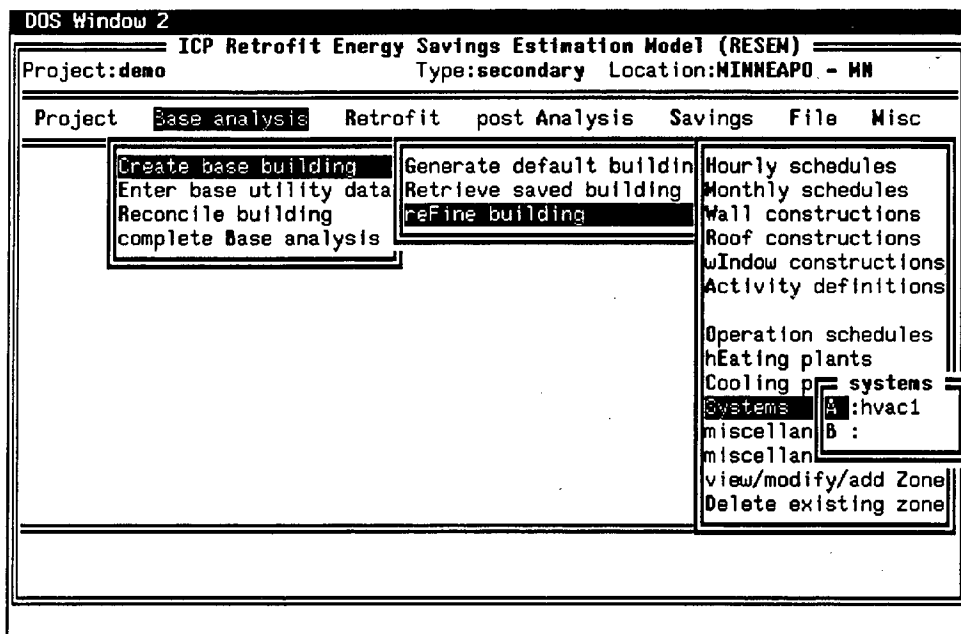 DOS Window 2
ICP Retrofit Energy Savings Estimation Model (RESEM)
Project:demo Type:secondary Location:MINNEAPO - MN
Project Base analysis Retrofit post Analysis Savings File Misc
Create base building
Enter base utility data
Reconcile building
complete Base analysis
Generate default buildin
Retrieve saved building
reFine building
Hourly schedules
Monthly schedules
Wall constructions
Roof constructions
wIndow constructions
Activity definitions
Operation schedules
hEating plants
Cooling p
Systems
miscellan
miscellan
view/modify/add Zone
Delete existing zone
systems
A :hvac1
B :